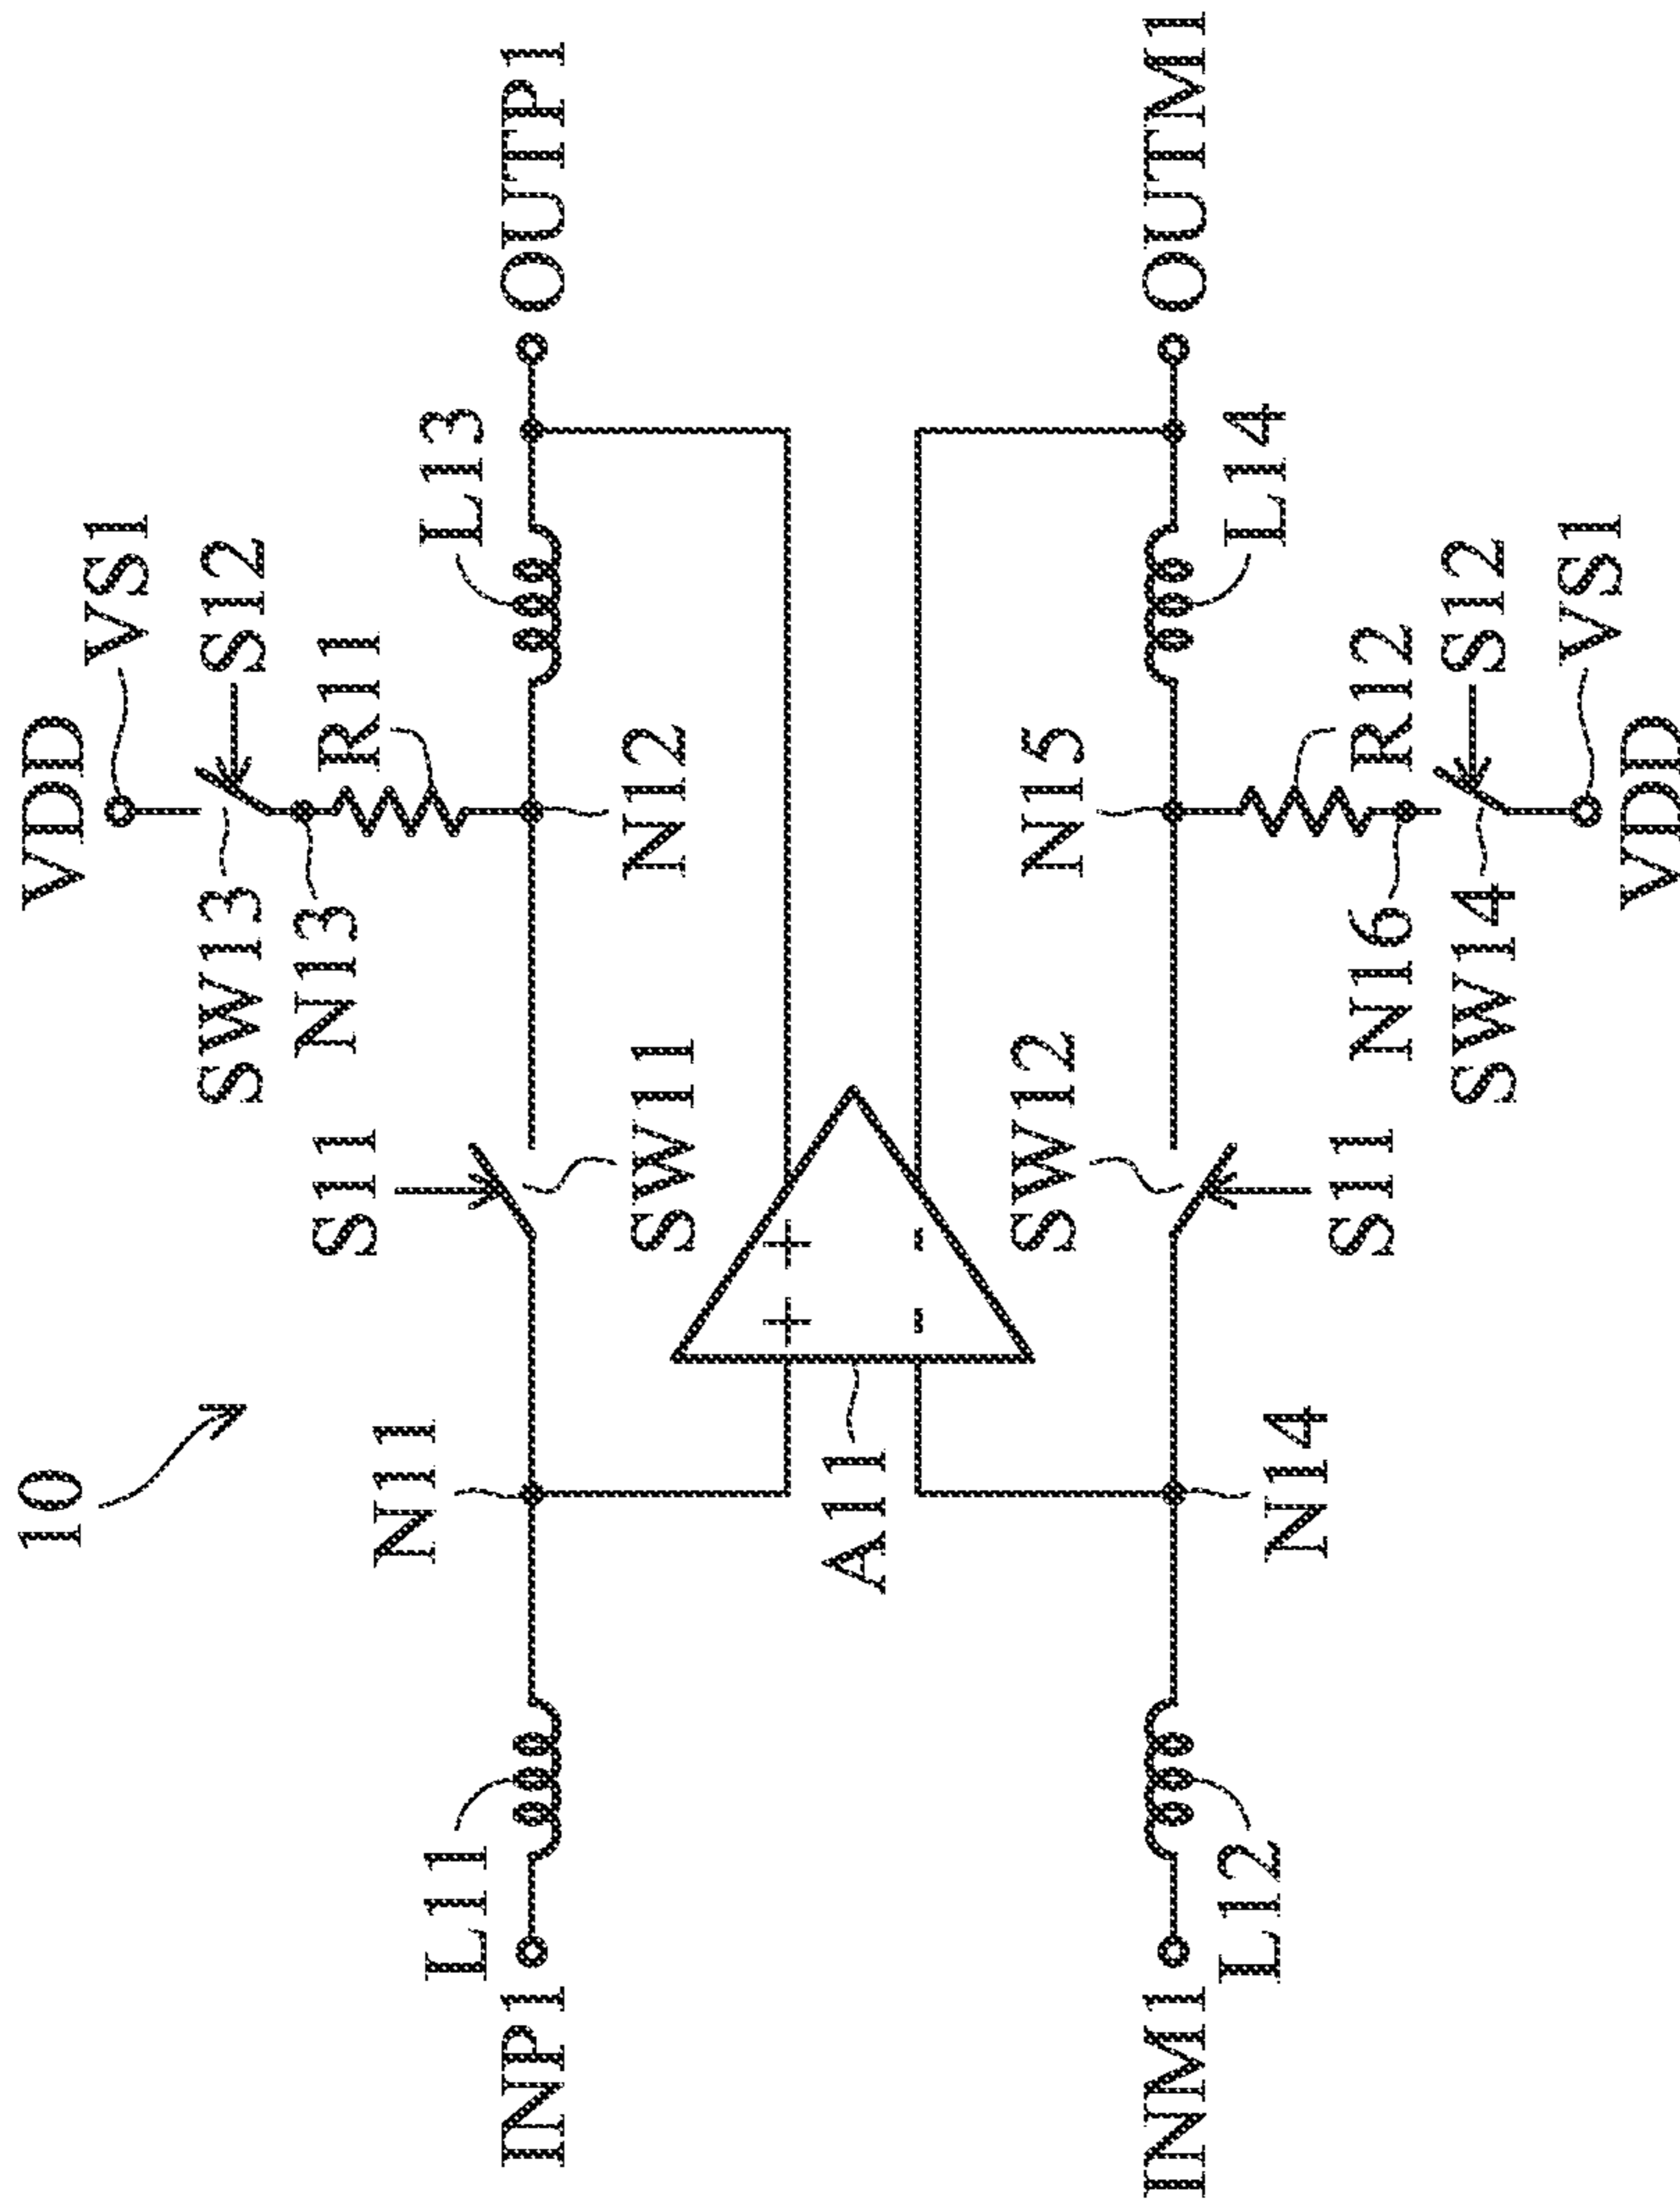 10
VDD
VS1
SW13
S12
N13
R11
S11
N11
L11
L13
INP1
OUTP1
SW11
N12
+ +
A11
- -
SW12
N15
INM1
OUTM1
L12
L14
N14
S11
N16
R12
SW14
S12
VS1
VDD